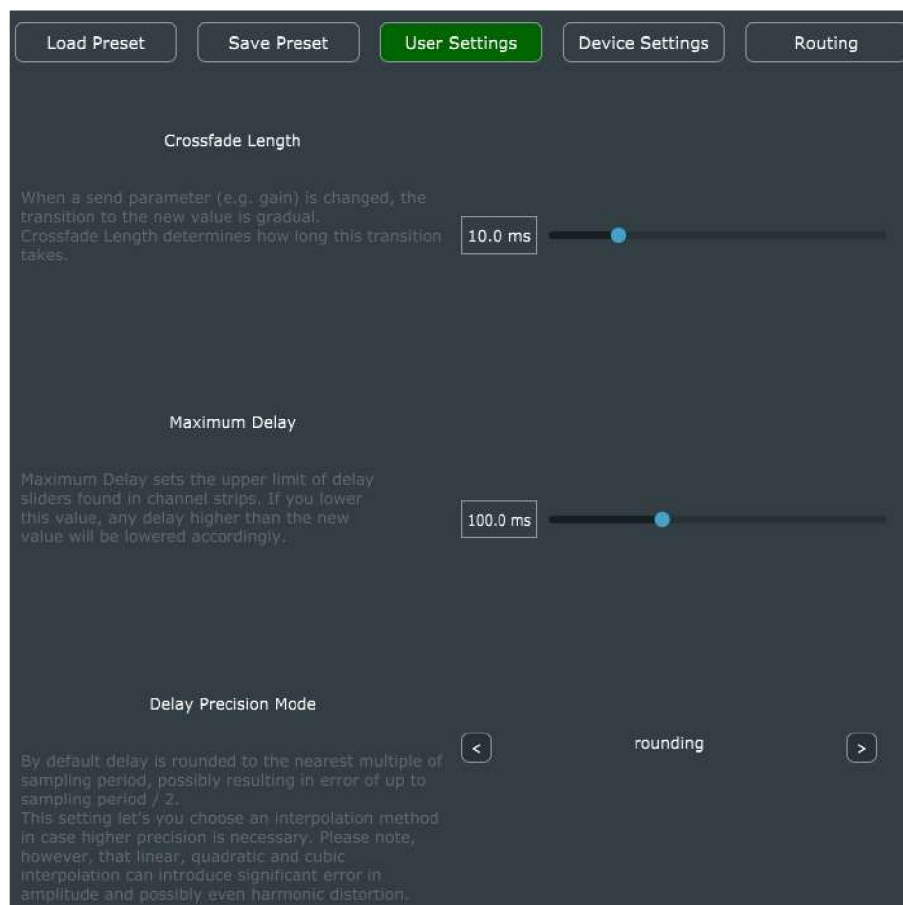 Load Preset
Save Preset
User Settings
Device Settings
Routing
Crossfade Length
When a send parameter (e.g. gain) is changed, the
transition to the new value is gradual.
Crossfade Length determines how long this transition
takes.
10.0 ms
Maximum Delay
Maximum Delay sets the upper limit of delay
sliders found in channel strips. If you lower
this value, any delay higher than the new
value will be lowered accordingly.
100.0 ms
Delay Precision Mode
By default delay is rounded to the nearest multiple of
sampling period, possibly resulting in error of up to
sampling period / 2.
This setting let's you choose an interpolation method
in case higher precision is necessary. Please note,
however, that linear, quadratic and cubic
interpolation can introduce significant error in
amplitude and possibly even harmonic distortion.
<
rounding
>